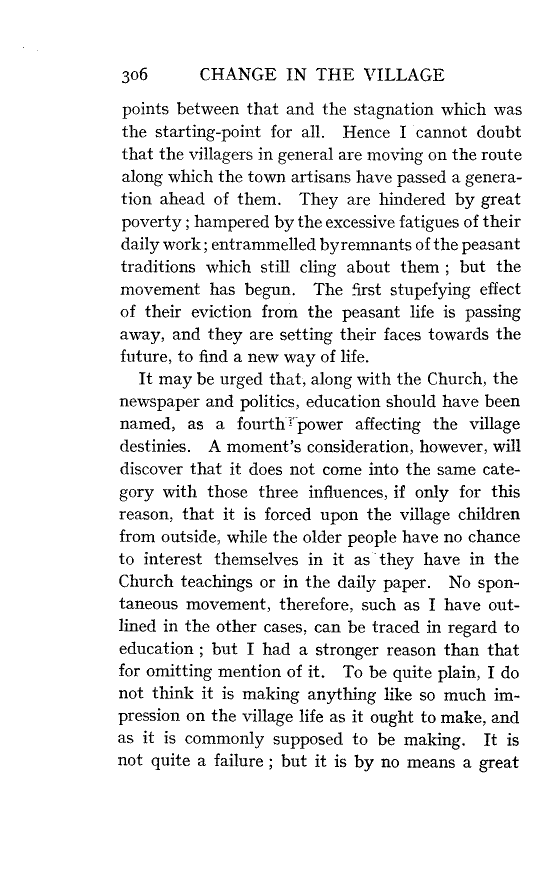 306 CHANGE IN THE VILLAGE
points between that and the stagnation which was
the starting-point for all. Hence I cannot doubt
that the villagers in general are moving on the route
along which the town artisans have passed a genera-
tion ahead of them. They are hindered by great
poverty ; hampered by the excessive fatigues of their
daily work ; entrammelled by remnants of the peasant
traditions which still cling about them ; but the
movement has begun. The first stupefying effect
of their eviction from the peasant life is passing
away, and they are setting their faces towards the
future, to find a new way of life.
It may be urged that, along with the Church, the
newspaper and politics, education should have been
named, as a fourth power affecting the village
destinies. A moment's consideration, however, will
discover that it does not come into the same cate-
gory with those three influences, if only for this
reason, that it is forced upon the village children
from outside, while the older people have no chance
to interest themselves in it as they have in the
Church teachings or in the daily paper. No spon-
taneous movement, therefore, such as I have out-
lined in the other cases, can be traced in regard to
education ; but I had a stronger reason than that
for omitting mention of it. To be quite plain, I do
not think it is making anything like so much im-
pression on the village life as it ought to make, and
as it is commonly supposed to be making. It is
not quite a failure ; but it is by no means a great